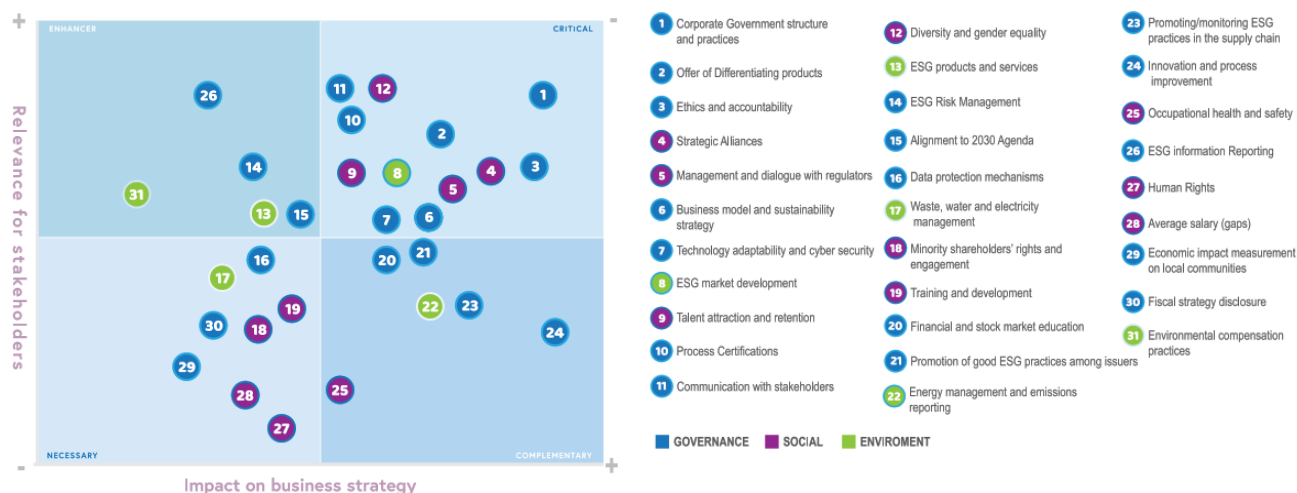 +
-
ENHANCER
CRITICAL
Relevance for stakeholders
26
11
12
1
10
2
14
9
8
4
3
31
5
13
15
7
6
16
20
21
17
19
22
23
30
18
24
29
28
25
27
NECESSARY
COMPLEMENTARY
-
+
Impact on business strategy
1 Corporate Government structure
and practices
2 Offer of Differentiating products
3 Ethics and accountability
4 Strategic Alliances
5 Management and dialogue with regulators
6 Business model and sustainability
strategy
7 Technology adaptability and cyber security
8 ESG market development
9 Talent attraction and retention
10 Process Certifications
11 Communication with stakeholders
12 Diversity and gender equality
13 ESG products and services
14 ESG Risk Management
15 Alignment to 2030 Agenda
16 Data protection mechanisms
17 Waste, water and electricity
management
18 Minority shareholders' rights and
engagement
19 Training and development
20 Financial and stock market education
21 Promotion of good ESG practices among issuers
22 Energy management and emissions
reporting
23 Promoting/monitoring ESG
practices in the supply chain
24 Innovation and process
improvement
25 Occupational health and safety
26 ESG information Reporting
27 Human Rights
28 Average salary (gaps)
29 Economic impact measurement
on local communities
30 Fiscal strategy disclosure
31 Environmental compensation
practices
GOVERNANCE
SOCIAL
ENVIROMENT